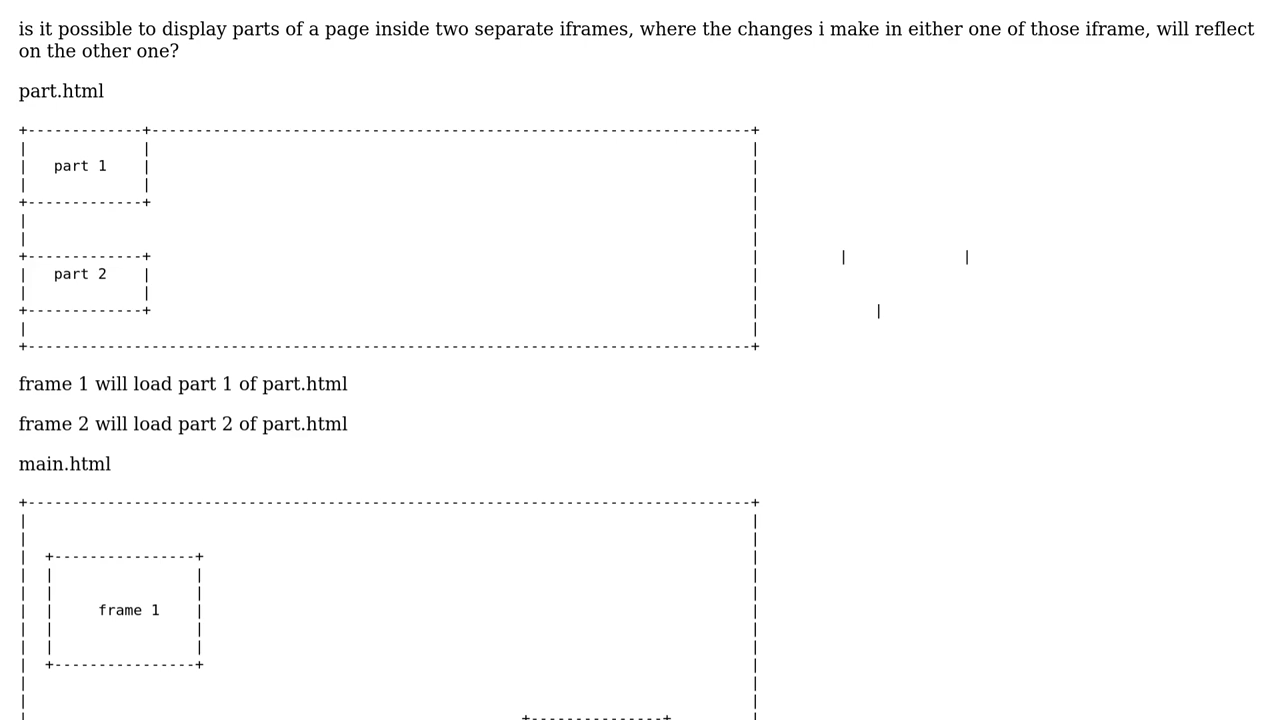 is it possible to display parts of a page inside two separate iframes, where the changes i make in either one of those iframe, will reflect
on the other one?
part.html
+-------------+--------------------------------------------------------------------+
|             |                                                                    |
|   part 1    |                                                                    |
|             |                                                                    |
+-------------+                                                                    |
|                                                                                  |
|                                                                                  |
+-------------+                                                                    |         |             |
|   part 2    |                                                                    |
|             |                                                                    |
+-------------+                                                                    |             |
|                                                                                  |
+----------------------------------------------------------------------------------+
frame 1 will load part 1 of part.html
frame 2 will load part 2 of part.html
main.html
+----------------------------------------------------------------------------------+
|                                                                                  |
|                                                                                  |
|  +----------------+                                                              |
|  |                |                                                              |
|  |                |                                                              |
|  |     frame 1    |                                                              |
|  |                |                                                              |
|  |                |                                                              |
|  +----------------+                                                              |
|                                                                                  |
|                                                                                  |
|                                                        +---------------+         |